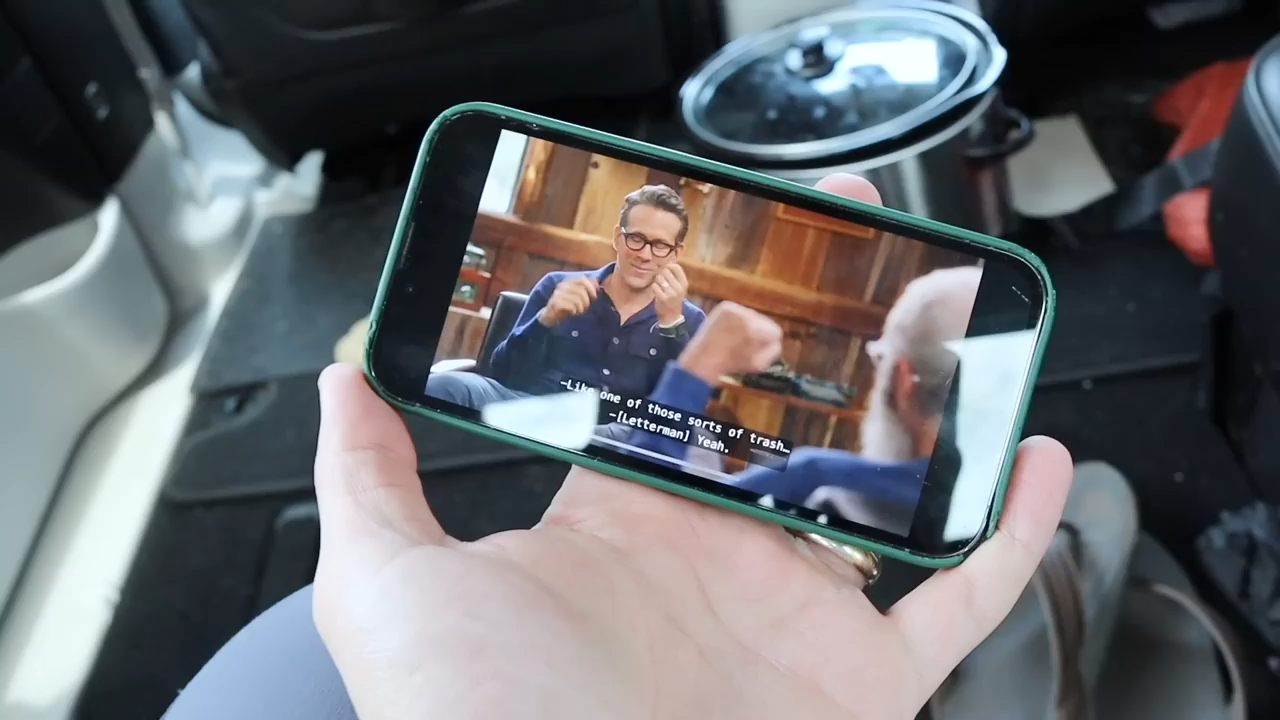 -Like one of those sorts of trash…
-[Letterman] Yeah.